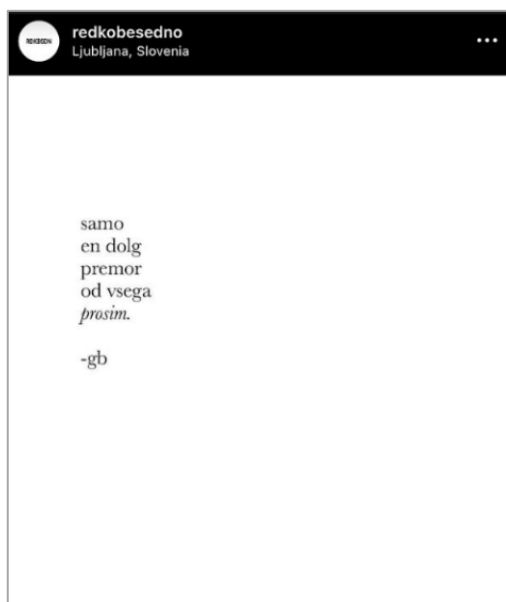 redkobesedno
Ljubljana, Slovenia
samo
en dolg
premor
od vsega
prosim.
-gb